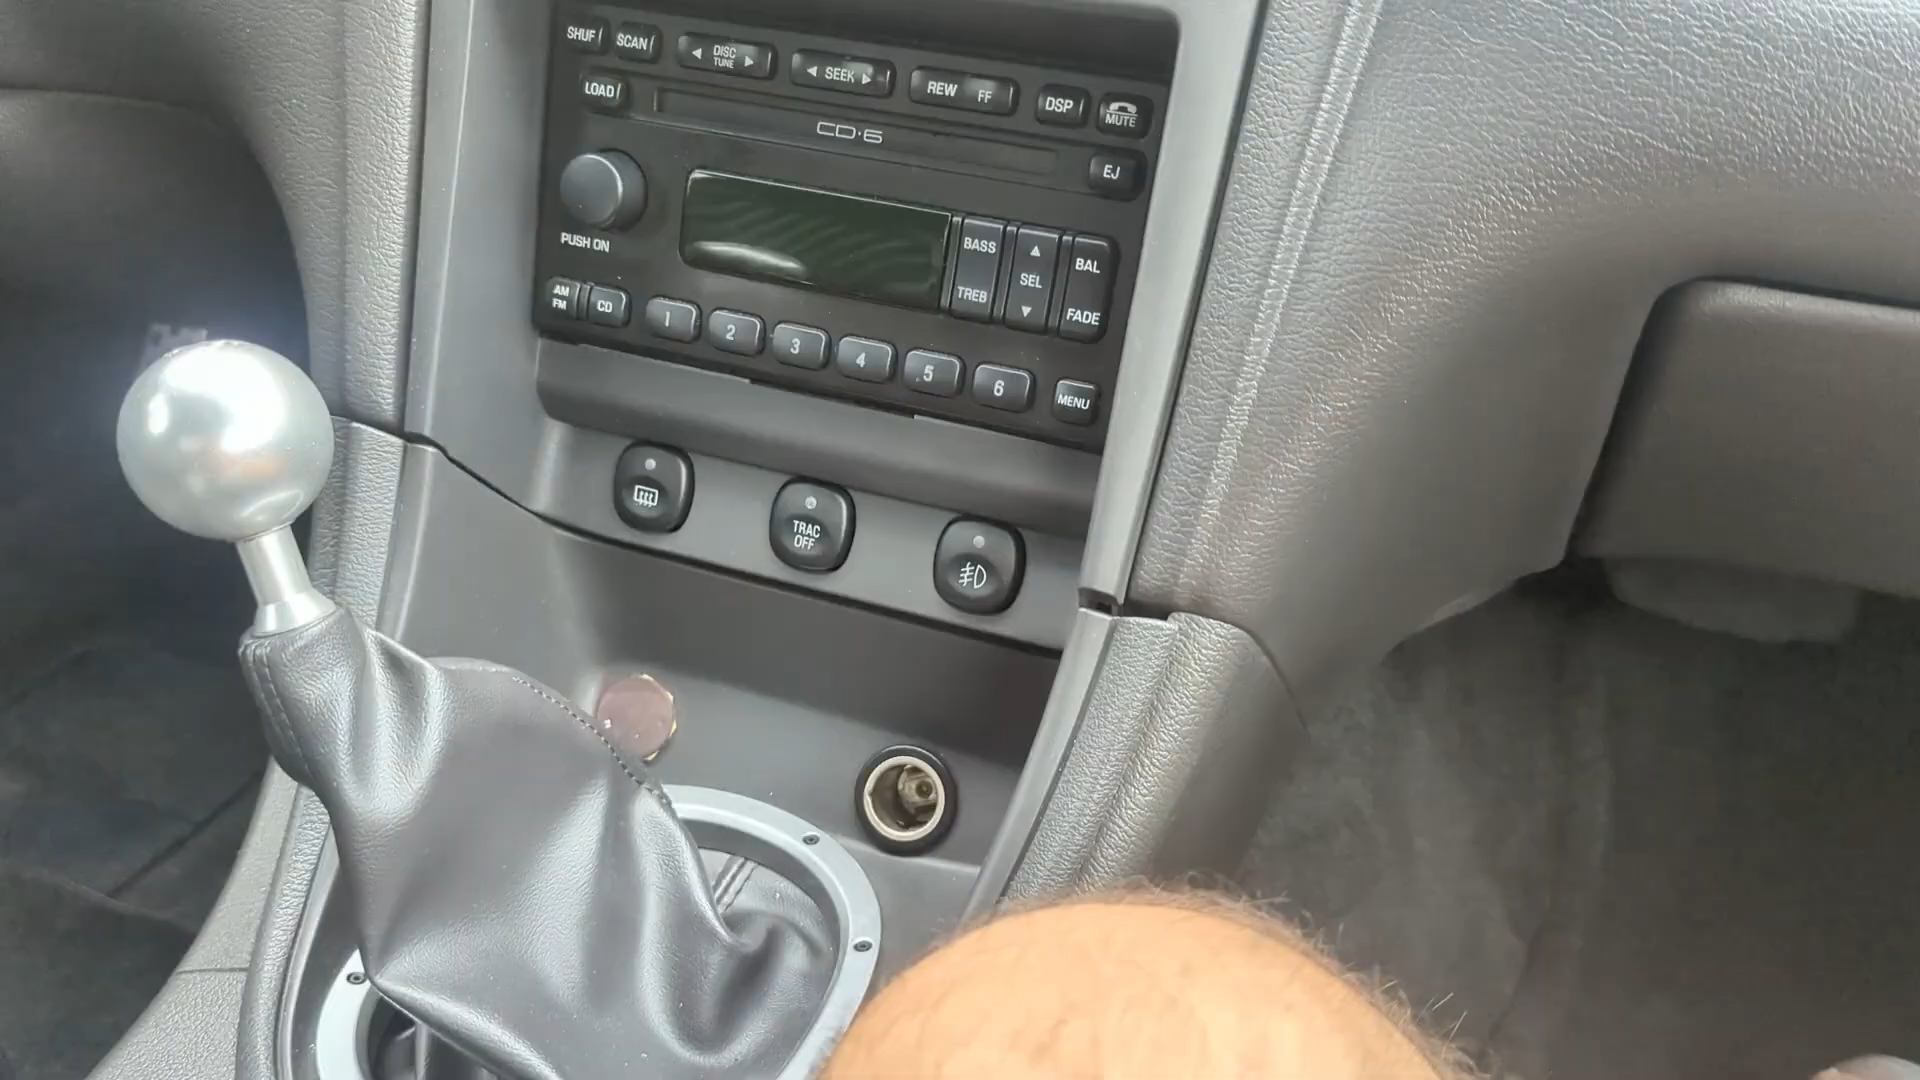 SHUF
SCAN
DISC
TUNE
SEEK
REW FF
DSP
MUTE
LOAD
CD·6
EJ
PUSH ON
BASS
TREB
SEL
BAL
FADE
AM
FM
CD
1
2
3
4
5
6
MENU
TRAC
OFF